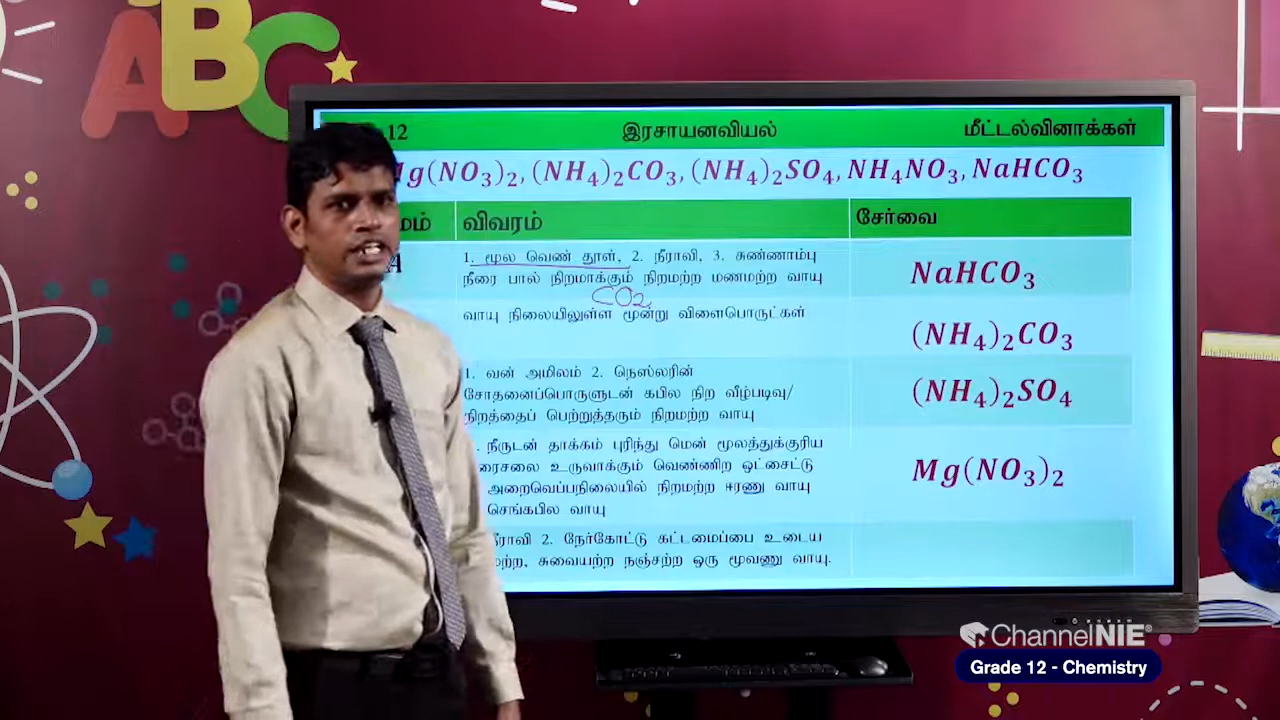 ABC
12 இரசாயனவியல் மீட்டல்வினாக்கள்
Mg(NO₃)₂, (NH₄)₂CO₃, (NH₄)₂SO₄, NH₄NO₃, NaHCO₃
விவரம் சேர்வை
A 1. மூல வெண் தூள், 2. நீராவி, 3. சுண்ணாம்பு
நீரை பால் நிறமாக்கும் நிறமற்ற மணமற்ற வாயு NaHCO₃
CO₂
வாயு நிலையிலுள்ள மூன்று விளைபொருட்கள் (NH₄)₂CO₃
1. வன் அமிலம் 2. நெஸ்லரின்
சோதனைப்பொருளுடன் கபில நிற வீழ்படிவு/ (NH₄)₂SO₄
நிறத்தைப் பெற்றுத்தரும் நிறமற்ற வாயு
நீருடன் தாக்கம் புரிந்து மென் மூலத்துக்குரிய
உருவாக்கும் வெண்ணிற ஒட்சைட்டு Mg(NO₃)₂
அறைவெப்பநிலையில் நிறமற்ற ஈரணு வாயு
செங்கபில வாயு
நீராவி 2. நேர்கோட்டு கட்டமைப்பை உடைய
சுவையற்ற நஞ்சற்ற ஒரு மூவணு வாயு.
ChannelNIE
Grade 12 - Chemistry